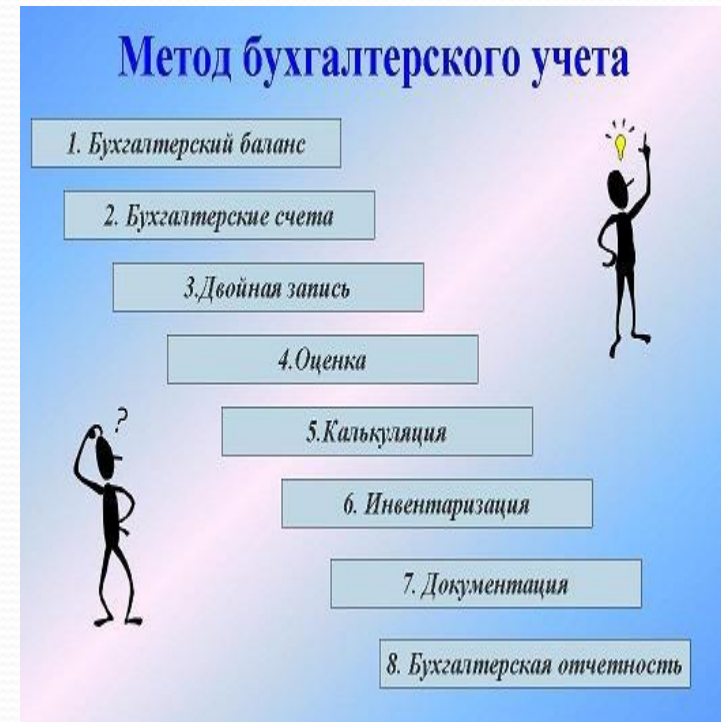 Метод бухгалтерского учета
1. Бухгалтерский баланс
2. Бухгалтерские счета
3.Двойная запись
4.Оценка
5.Калькуляция
?
6. Инвентаризация
7. Документация
8. Бухгалтерская отчетность